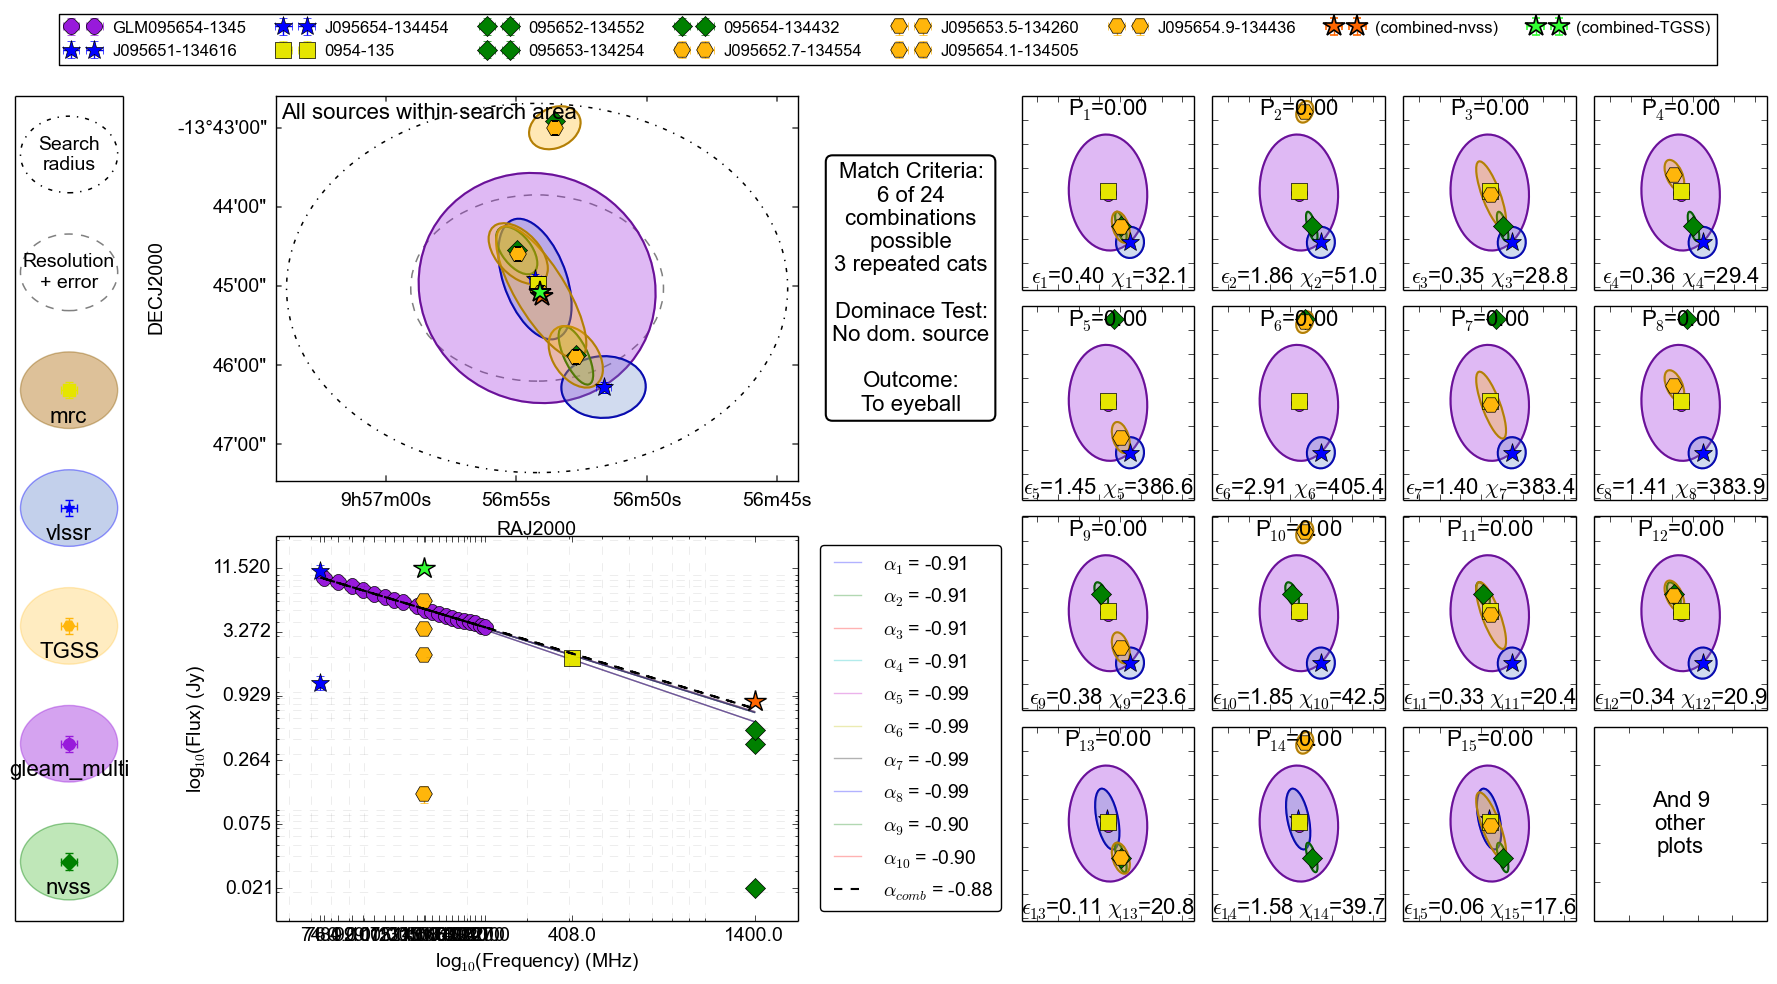 GLM095654-1345
J095654-134454
095652-134552
095654-134432
J095653.5-134260
J095654.9-134436
(combined-nvss)
(combined-TGSS)
J095651-134616
0954-135
095653-134254
J095652.7-134554
J095654.1-134505
Search
radius
Resolution
+ error
mrc
vlssr
TGSS
gleam_multi
nvss
All sources within search area
DECJ2000
-13°43'00"
44'00"
45'00"
46'00"
47'00"
9h57m00s
56m55s
56m50s
56m45s
RAJ2000
Match Criteria:
6 of 24
combinations
possible
3 repeated cats
Dominace Test:
No dom. source
Outcome:
To eyeball
log10(Flux) (Jy)
11.520
3.272
0.929
0.264
0.075
0.021
408.0
1400.0
log10(Frequency) (MHz)
α1 = -0.91
α2 = -0.91
α3 = -0.91
α4 = -0.91
α5 = -0.99
α6 = -0.99
α7 = -0.99
α8 = -0.99
α9 = -0.90
α10 = -0.90
αcomb = -0.88
P1=0.00
ϵ1=0.40 χ1=32.1
P2=0.00
ϵ2=1.86 χ2=51.0
P3=0.00
ϵ3=0.35 χ3=28.8
P4=0.00
ϵ4=0.36 χ4=29.4
P5=0.00
ϵ5=1.45 χ5=386.6
P6=0.00
ϵ6=2.91 χ6=405.4
P7=0.00
ϵ7=1.40 χ7=383.4
P8=0.00
ϵ8=1.41 χ8=383.9
P9=0.00
ϵ9=0.38 χ9=23.6
P10=0.00
ϵ10=1.85 χ10=42.5
P11=0.00
ϵ11=0.33 χ11=20.4
P12=0.00
ϵ12=0.34 χ12=20.9
P13=0.00
ϵ13=0.11 χ13=20.8
P14=0.00
ϵ14=1.58 χ14=39.7
P15=0.00
ϵ15=0.06 χ15=17.6
And 9
other
plots